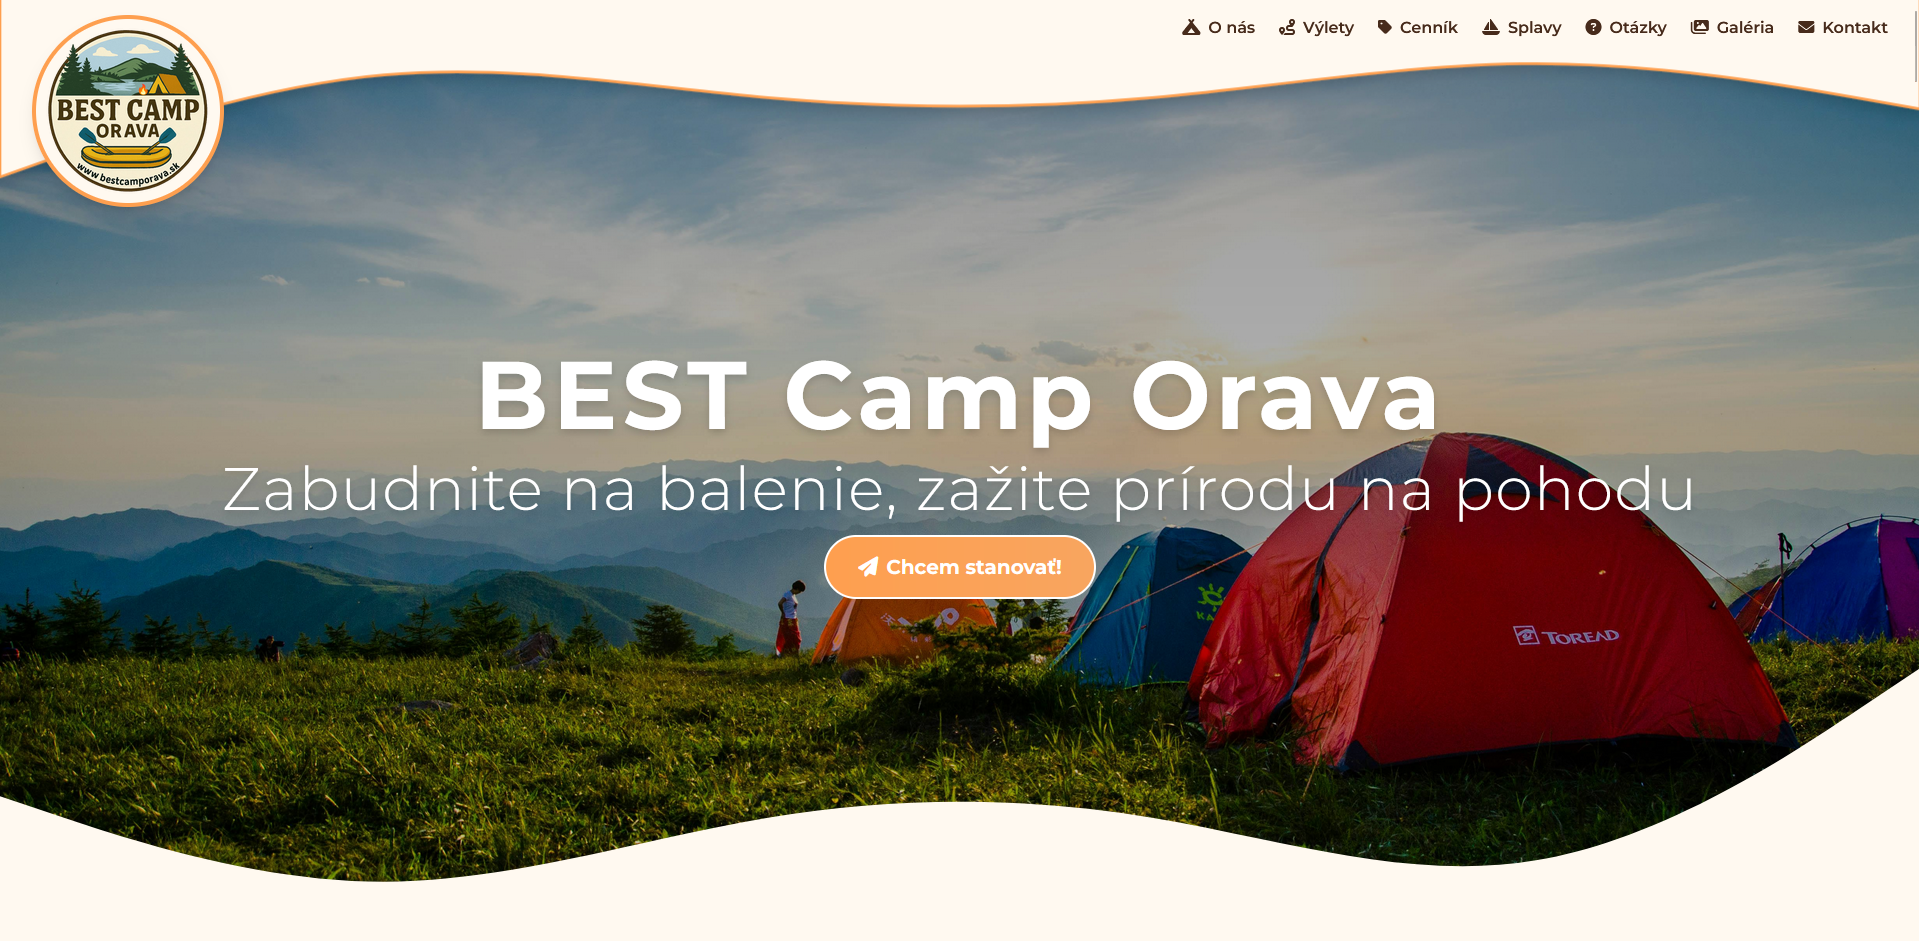 O nás Výlety Cenník Splavy Otázky Galéria Kontakt
BEST CAMP
ORAVA
www.bestcamporava.sk
BEST Camp Orava
Zabudnite na balenie, zažite prírodu na pohodu
Chcem stanovať!
TOREAD